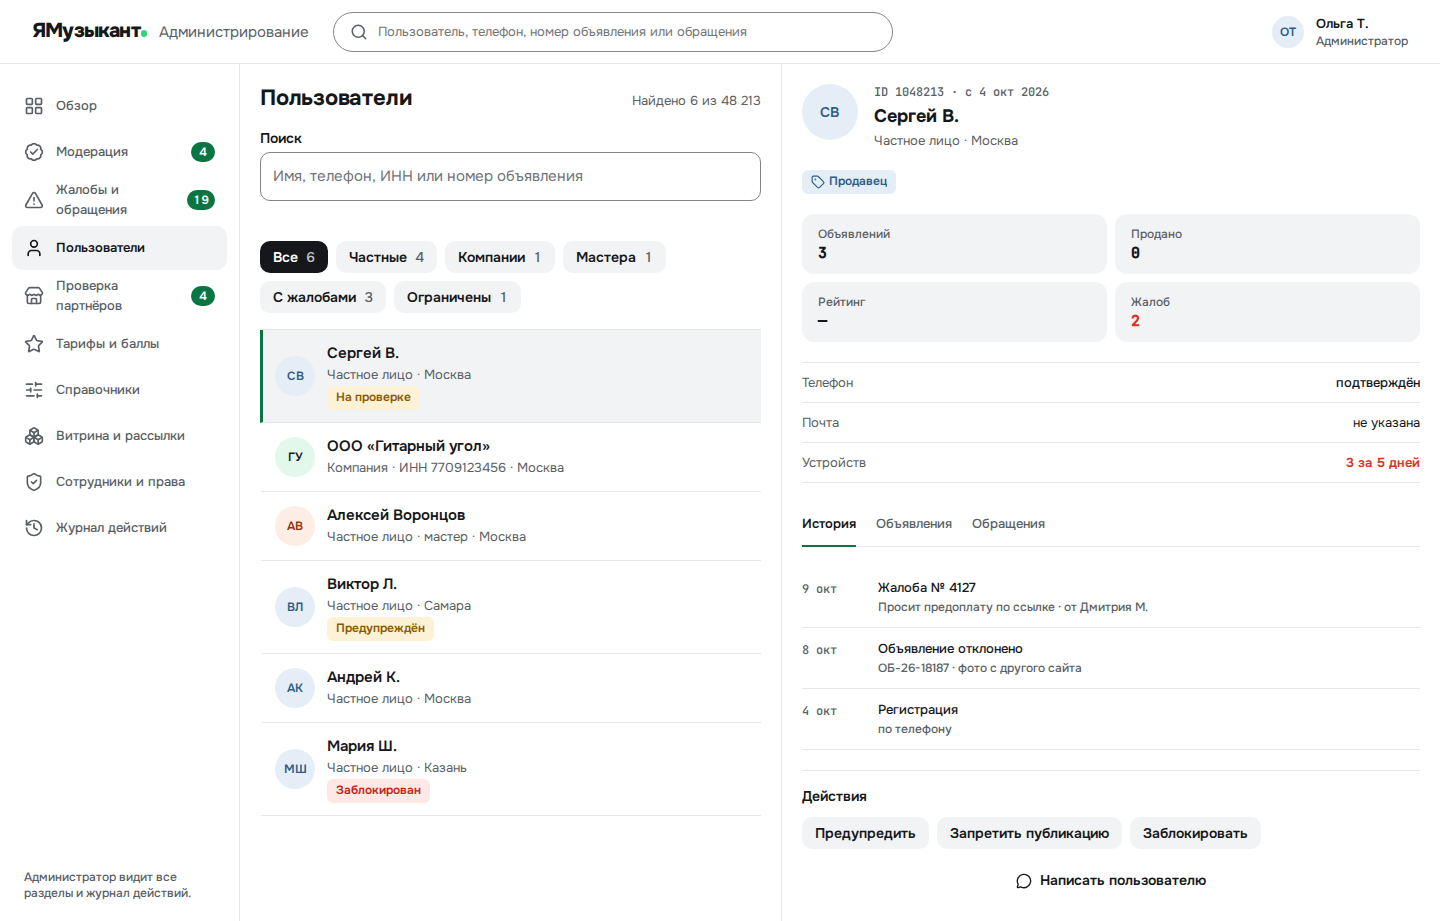 ЯМузыкант Администрирование
Пользователь, телефон, номер объявления или обращения
ОТ
Ольга Т.
Администратор
Обзор
Модерация 4
Жалобы и
обращения 19
Пользователи
Проверка
партнёров 4
Тарифы и баллы
Справочники
Витрина и рассылки
Сотрудники и права
Журнал действий
Администратор видит все
разделы и журнал действий.
Пользователи
Найдено 6 из 48 213
Поиск
Имя, телефон, ИНН или номер объявления
Все 6 Частные 4 Компании 1 Мастера 1
С жалобами 3 Ограничены 1
СВ
Сергей В.
Частное лицо · Москва
На проверке
ГУ
ООО «Гитарный угол»
Компания · ИНН 7709123456 · Москва
АВ
Алексей Воронцов
Частное лицо · мастер · Москва
ВЛ
Виктор Л.
Частное лицо · Самара
Предупреждён
АК
Андрей К.
Частное лицо · Москва
МШ
Мария Ш.
Частное лицо · Казань
Заблокирован
СВ
ID 1048213 · с 4 окт 2026
Сергей В.
Частное лицо · Москва
Продавец
Объявлений
3
Продано
0
Рейтинг
—
Жалоб
2
Телефон подтверждён
Почта не указана
Устройств 3 за 5 дней
История Объявления Обращения
9 окт Жалоба № 4127
Просит предоплату по ссылке · от Дмитрия М.
8 окт Объявление отклонено
ОБ-26-18187 · фото с другого сайта
4 окт Регистрация
по телефону
Действия
Предупредить Запретить публикацию Заблокировать
Написать пользователю